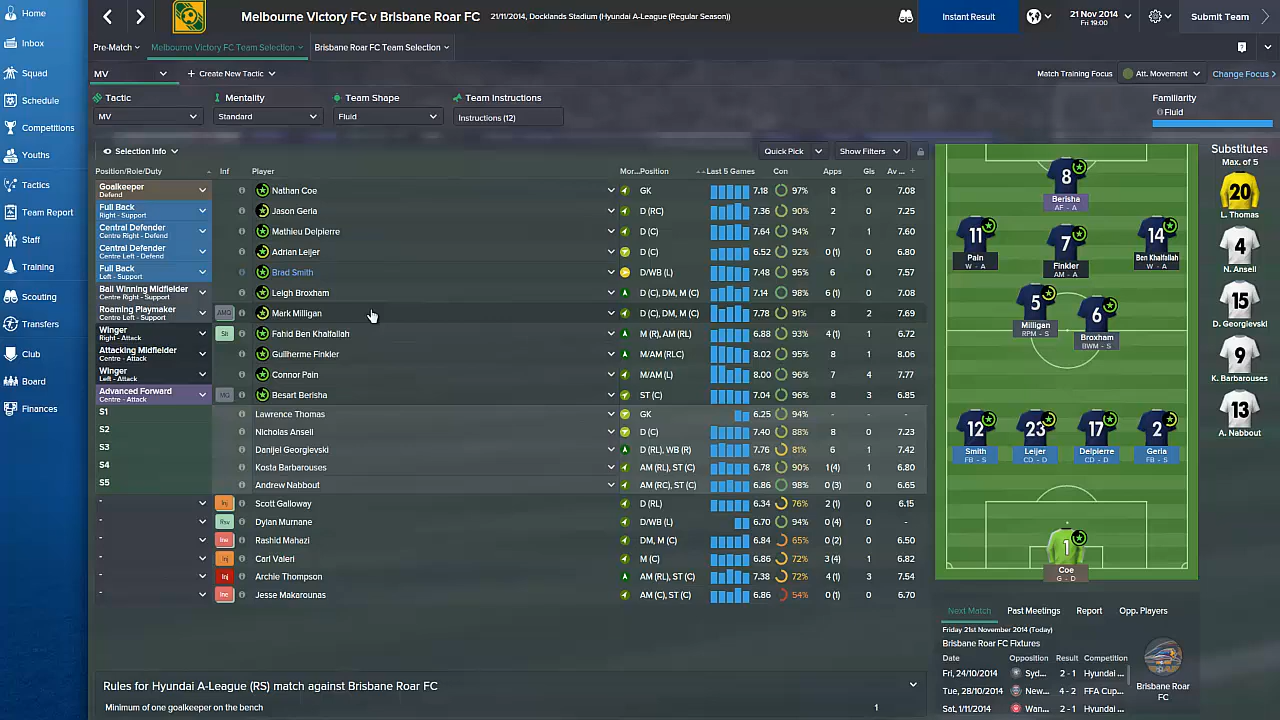 Home
Inbox
Squad
Schedule
Competitions
Youths
Tactics
Team Report
Staff
Training
Scouting
Transfers
Club
Board
Finances
Melbourne Victory FC v Brisbane Roar FC
21/11/2014, Docklands Stadium (Hyundai A-League (Regular Season))
Instant Result
21 Nov 2014
Fri 19:00
Submit Team
Pre-Match
Melbourne Victory FC Team Selection
Brisbane Roar FC Team Selection
MV
+ Create New Tactic
Match Training Focus
Att. Movement
Change Focus >
Tactic
Mentality
Team Shape
Team Instructions
MV
Standard
Fluid
Instructions (12)
Familiarity
Fluid
Selection Info
Quick Pick
Show Filters
Position/Role/Duty Inf Player Mor... Position Last 5 Games Con Apps Gls Av ...
Goalkeeper Defend Nathan Coe GK 7.18 97% 8 0 7.08
Full Back Right - Support Jason Geria D (RC) 7.36 90% 2 0 7.25
Central Defender Centre Right - Defend Mathieu Delpierre D (C) 7.64 94% 7 1 7.60
Central Defender Centre Left - Defend Adrian Leijer D (C) 6.52 92% 0 (1) 0 6.80
Full Back Left - Support Brad Smith D/WB (L) 7.48 95% 6 0 7.57
Ball Winning Midfielder Centre Right - Support Leigh Broxham D (C), DM, M (C) 7.14 98% 6 (1) 0 7.08
Roaming Playmaker Centre Left - Support AMQ Mark Milligan D (C), DM, M (C) 7.78 91% 8 2 7.69
Winger Right - Attack Sli Fahid Ben Khalfallah M (R), AM (RL) 6.88 93% 4 (1) 1 6.72
Attacking Midfielder Centre - Attack Guilherme Finkler M/AM (RLC) 8.02 95% 8 1 8.06
Winger Left - Attack Connor Pain M/AM (L) 8.00 96% 7 4 7.77
Advanced Forward Centre - Attack MQ Besart Berisha ST (C) 7.04 96% 8 3 6.85
S1 Lawrence Thomas GK 6.25 94% - - -
S2 Nicholas Ansell D (C) 7.40 88% 8 0 7.23
S3 Danijel Georgievski D (RL), WB (R) 7.76 81% 6 1 7.42
S4 Kosta Barbarouses AM (RL), ST (C) 6.78 90% 1 (4) 1 6.80
S5 Andrew Nabbout AM (RC), ST (C) 6.86 98% 0 (3) 0 6.65
- Inj Scott Galloway D (RL) 6.34 76% 2 (1) 0 6.15
- Rsv Dylan Murnane D/WB (L) 6.70 94% 0 (4) 0 -
- Ine Rashid Mahazi DM, M (C) 6.84 65% 0 (2) 0 6.50
- Inj Carl Valeri M (C) 6.86 72% 3 (4) 1 6.82
- Inj Archie Thompson AM (RL), ST (C) 7.38 72% 4 (1) 3 7.54
- Ine Jesse Makarounas AM (C), ST (C) 6.86 54% 0 (1) 0 6.70
Rules for Hyundai A-League (RS) match against Brisbane Roar FC
Minimum of one goalkeeper on the bench 1
8
Berisha
AF - A
11 7 14
Pain Finkler Ben Khalfallah
W - A AM - A W - A
5 6
Milligan Broxham
RPM - S BWM - S
12 23 17 2
Smith Leijer Delpierre Geria
FB - S CD - D CD - D FB - S
1
Coe
G - D
Substitutes
Max. of 5
20
L. Thomas
4
N. Ansell
15
D. Georgievski
9
K. Barbarouses
13
A. Nabbout
Next Match Past Meetings Report Opp. Players
Friday 21st November 2014 (Today)
Brisbane Roar FC Fixtures
Date Opposition Result Competition
Fri, 24/10/2014 Syd... 2 - 1 Hyundai ...
Tue, 28/10/2014 New... 4 - 2 FFA Cup...
Sat, 1/11/2014 Wan... 2 - 1 Hyundai ...
Brisbane Roar
FC